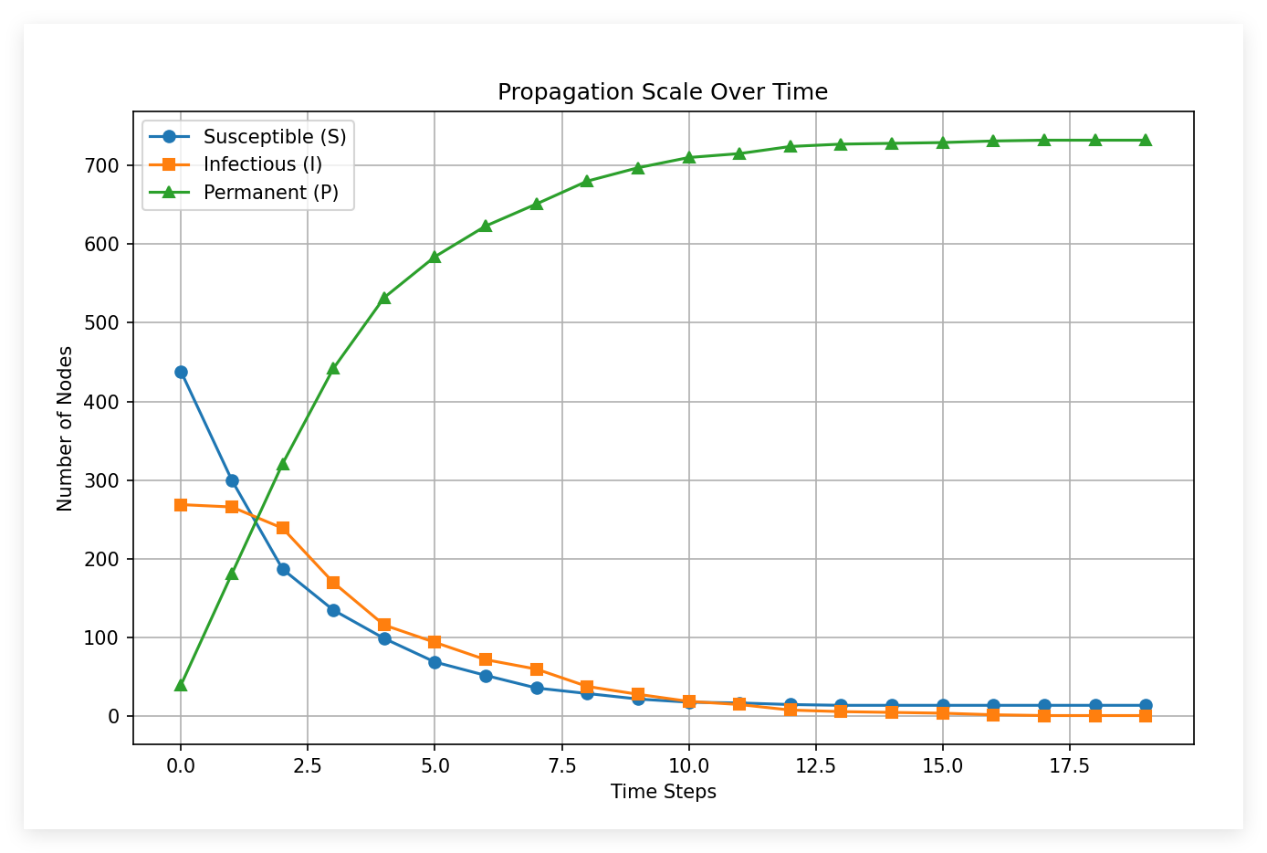 Propagation Scale Over Time
Susceptible (S)
Infectious (I)
Permanent (P)
Number of Nodes
700
600
500
400
300
200
100
0
0.0 2.5 5.0 7.5 10.0 12.5 15.0 17.5
Time Steps